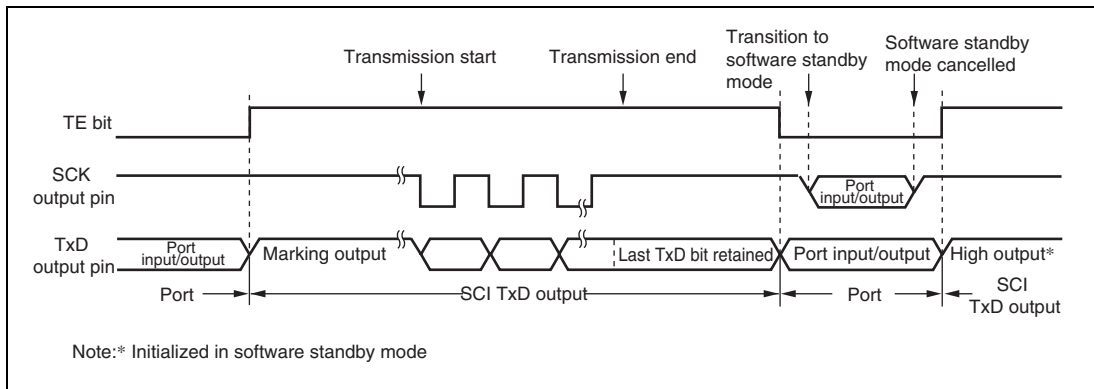 Transmission start
Transmission end
Transition to
software standby
mode
Software standby
mode cancelled
TE bit
SCK
output pin
Port
input/output
TxD
output pin
Port
input/output
Marking output
Last TxD bit retained
Port input/output
High output*
Port
SCI TxD output
Port
SCI
TxD output
Note:* Initialized in software standby mode